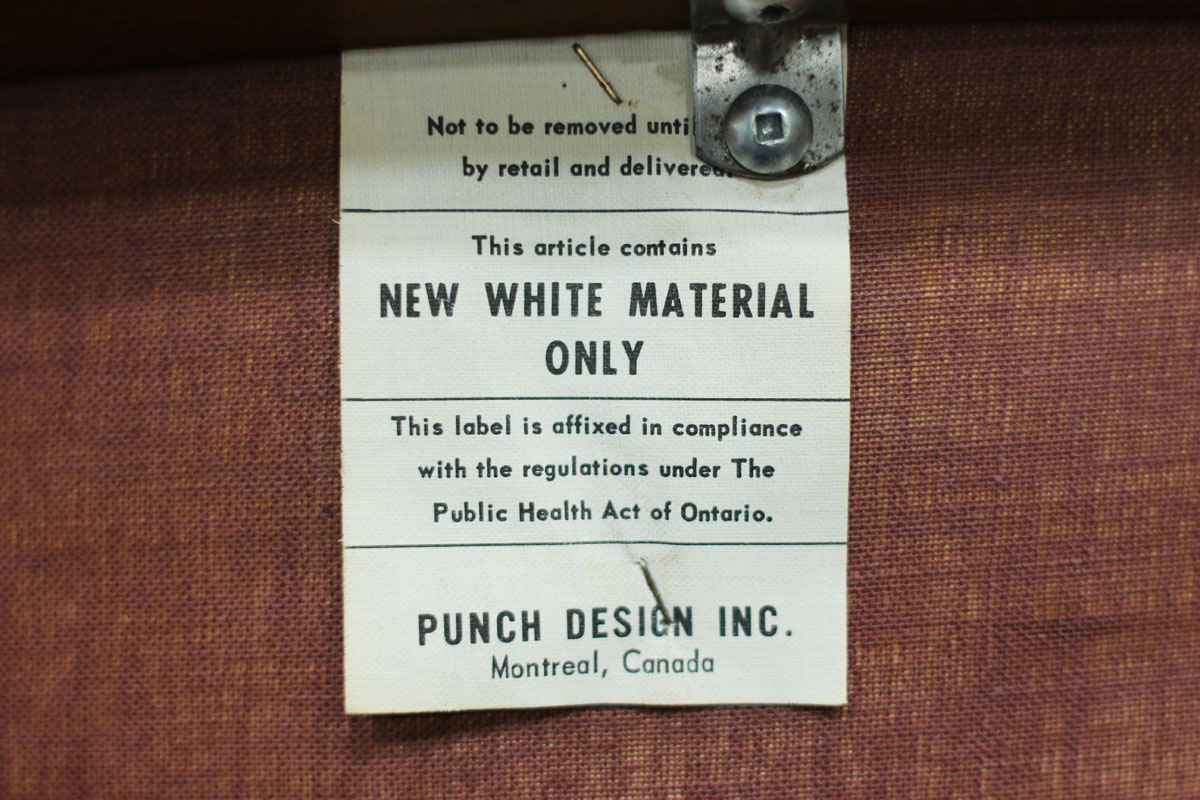 Not to be removed
by retail and delivered.
This article contains
NEW WHITE MATERIAL
ONLY
This label is affixed in compliance
with the regulations under The
Public Health Act of Ontario.
PUNCH DESIGN INC.
Montreal, Canada